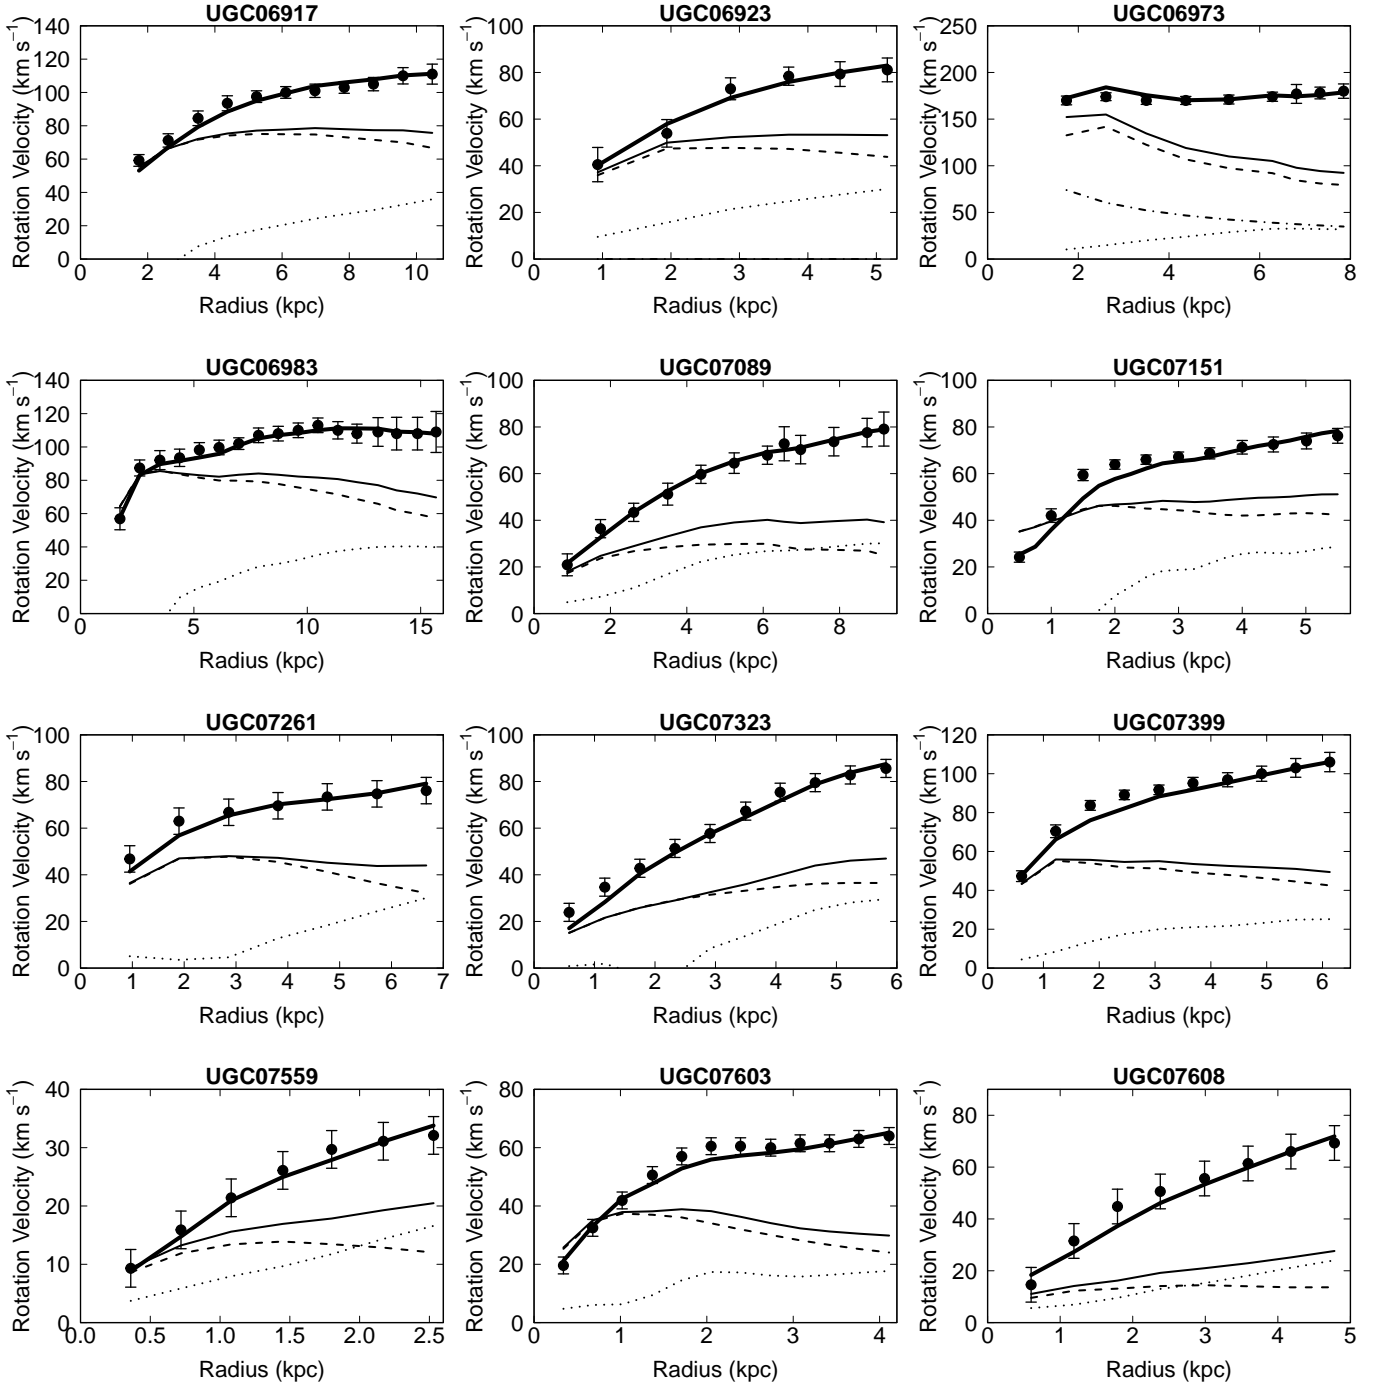 UGC06917
Rotation Velocity (km s−1)
0 20 40 60 80 100 120 140
0 2 4 6 8 10
Radius (kpc)
UGC06923
Rotation Velocity (km s−1)
0 20 40 60 80 100
0 1 2 3 4 5
Radius (kpc)
UGC06973
Rotation Velocity (km s−1)
0 50 100 150 200 250
0 2 4 6 8
Radius (kpc)
UGC06983
Rotation Velocity (km s−1)
0 20 40 60 80 100 120 140
5 10 15
Radius (kpc)
UGC07089
Rotation Velocity (km s−1)
0 20 40 60 80 100
0 2 4 6 8
Radius (kpc)
UGC07151
Rotation Velocity (km s−1)
0 20 40 60 80 100
0 1 2 3 4 5
Radius (kpc)
UGC07261
Rotation Velocity (km s−1)
0 20 40 60 80 100
0 1 2 3 4 5 6 7
Radius (kpc)
UGC07323
Rotation Velocity (km s−1)
0 20 40 60 80 100
0 1 2 3 4 5 6
Radius (kpc)
UGC07399
Rotation Velocity (km s−1)
0 20 40 60 80 100 120
0 1 2 3 4 5 6
Radius (kpc)
UGC07559
Rotation Velocity (km s−1)
0 10 20 30 40
0.0 0.5 1.0 1.5 2.0 2.5
Radius (kpc)
UGC07603
Rotation Velocity (km s−1)
0 20 40 60 80
0 1 2 3 4
Radius (kpc)
UGC07608
Rotation Velocity (km s−1)
0 20 40 60 80
0 1 2 3 4 5
Radius (kpc)